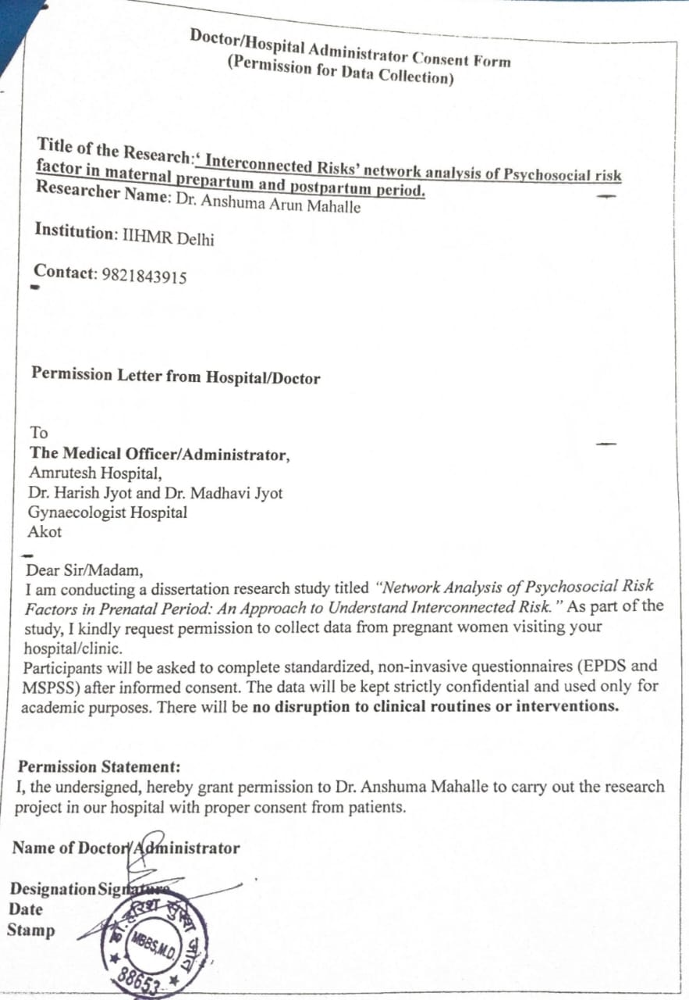 Doctor/Hospital Administrator Consent Form
(Permission for Data Collection)
Title of the Research:‘ Interconnected Risks’ network analysis of Psychosocial risk
factor in maternal prepartum and postpartum period.
Researcher Name: Dr. Anshuma Arun Mahalle
Institution: IIHMR Delhi
Contact: 9821843915
Permission Letter from Hospital/Doctor
To
The Medical Officer/Administrator,
Amrutesh Hospital,
Dr. Harish Jyot and Dr. Madhavi Jyot
Gynaecologist Hospital
Akot
Dear Sir/Madam,
I am conducting a dissertation research study titled “Network Analysis of Psychosocial Risk
Factors in Prenatal Period: An Approach to Understand Interconnected Risk.” As part of the
study, I kindly request permission to collect data from pregnant women visiting your
hospital/clinic.
Participants will be asked to complete standardized, non-invasive questionnaires (EPDS and
MSPSS) after informed consent. The data will be kept strictly confidential and used only for
academic purposes. There will be no disruption to clinical routines or interventions.
Permission Statement:
I, the undersigned, hereby grant permission to Dr. Anshuma Mahalle to carry out the research
project in our hospital with proper consent from patients.
Name of Doctor/Administrator
Designation Signature
Date
Stamp
डॉ. हरिश
MBBS, M.D.
88653